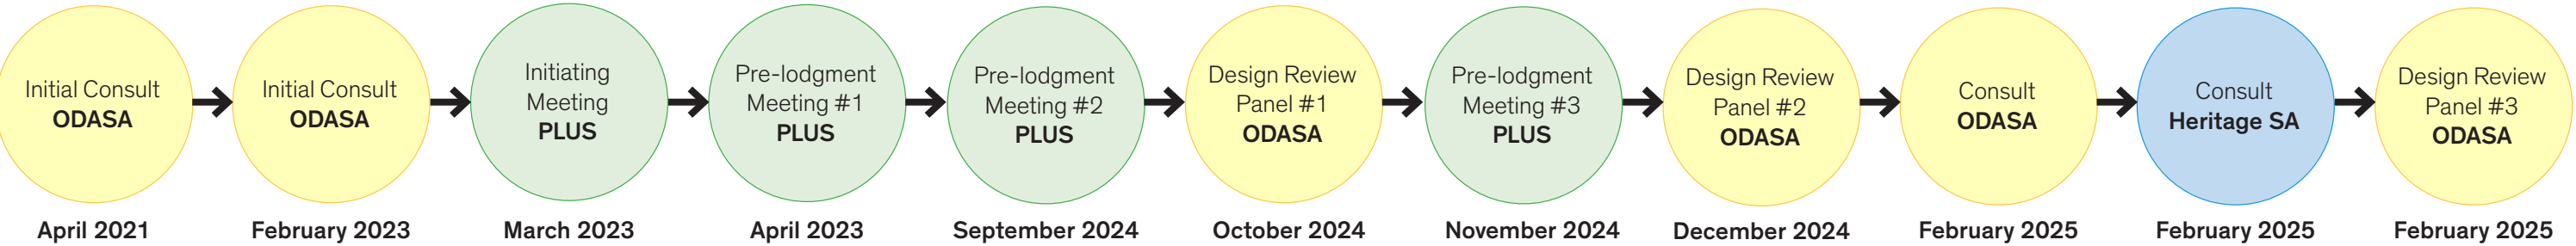 Initial Consult
ODASA
April 2021
Initial Consult
ODASA
February 2023
Initiating
Meeting
PLUS
March 2023
Pre-lodgment
Meeting #1
PLUS
April 2023
Pre-lodgment
Meeting #2
PLUS
September 2024
Design Review
Panel #1
ODASA
October 2024
Pre-lodgment
Meeting #3
PLUS
November 2024
Design Review
Panel #2
ODASA
December 2024
Consult
ODASA
February 2025
Consult
Heritage SA
February 2025
Design Review
Panel #3
ODASA
February 2025